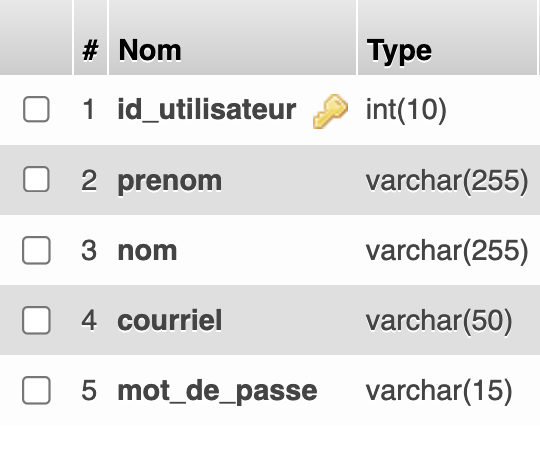 # Nom Type
1 id_utilisateur int(10)
2 prenom varchar(255)
3 nom varchar(255)
4 courriel varchar(50)
5 mot_de_passe varchar(15)